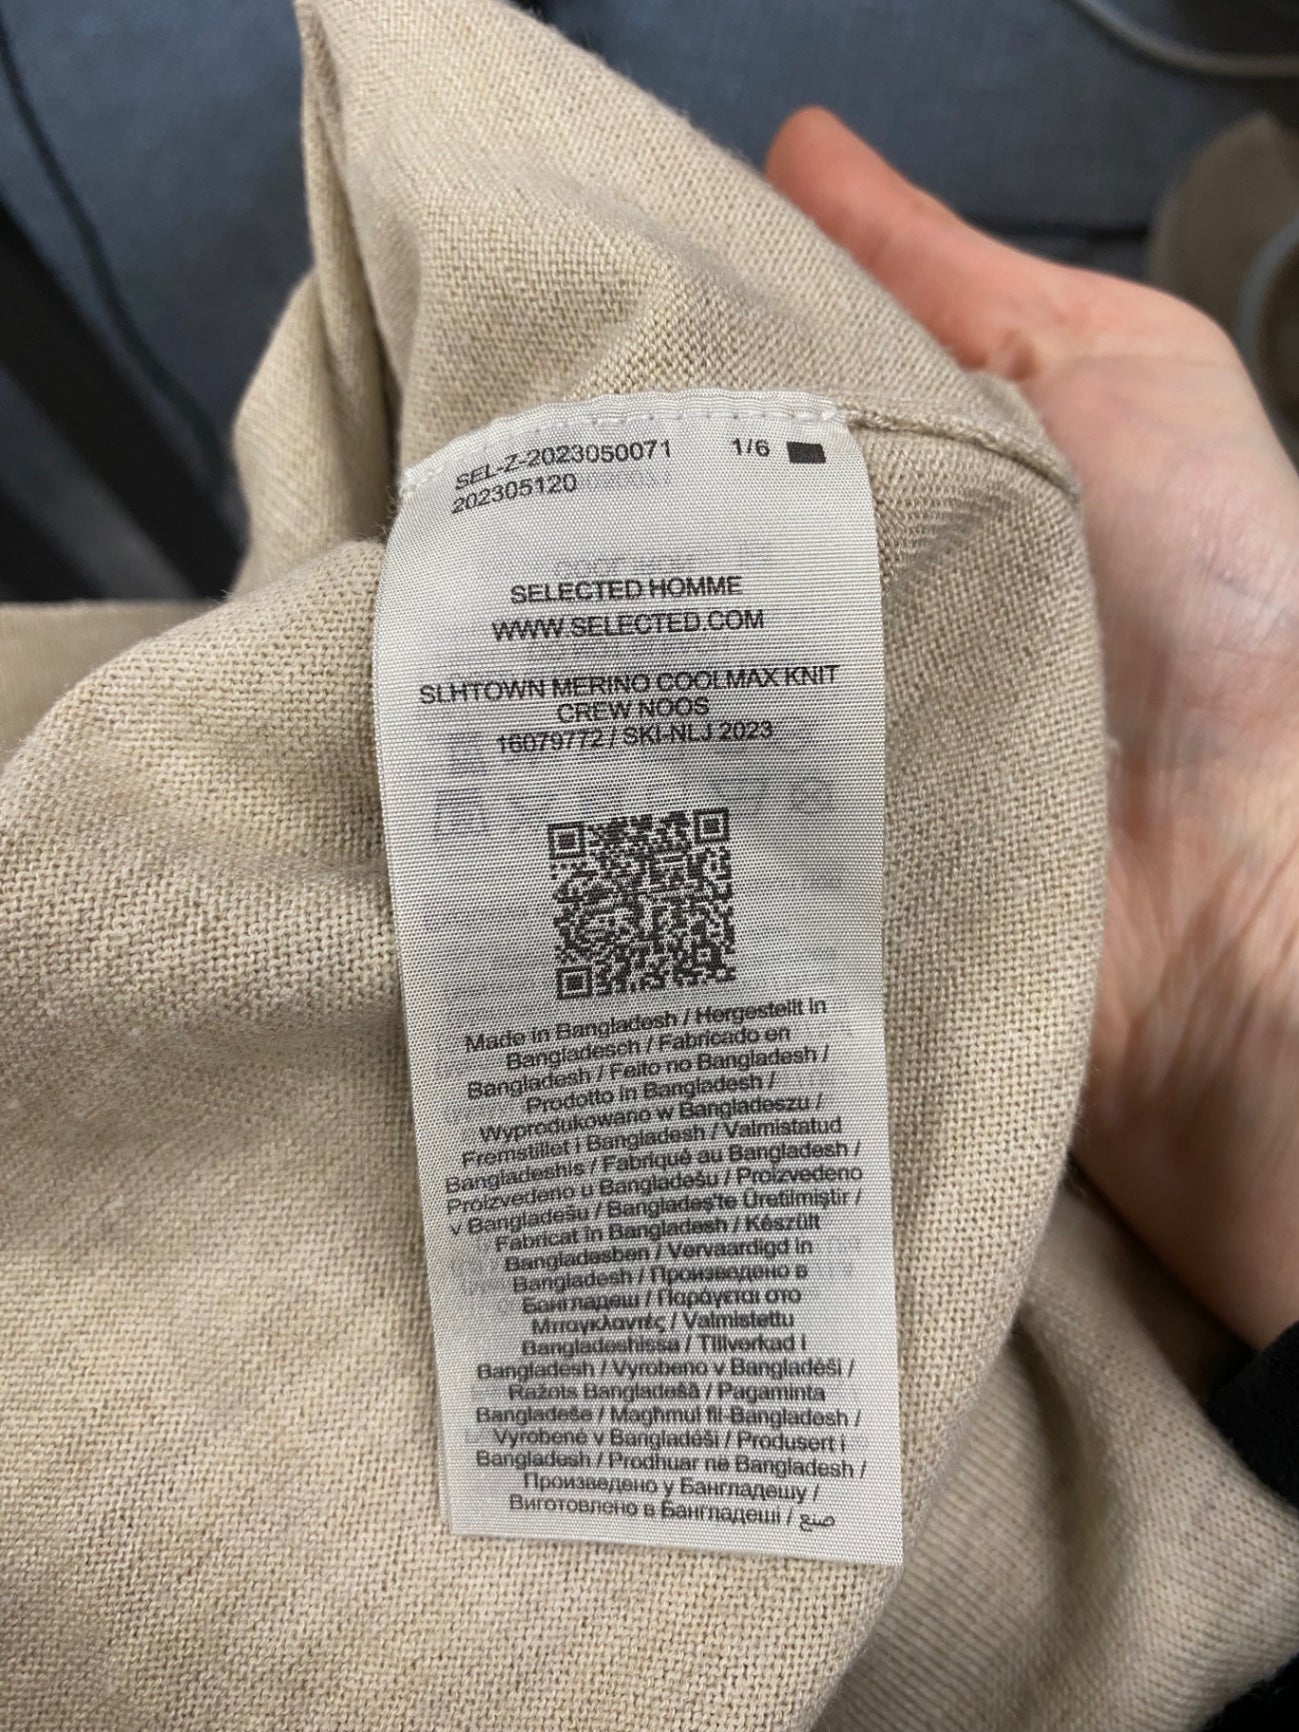 SEL-Z-2023050071 1/6
202305120
SELECTED HOMME
WWW.SELECTED.COM
SLHTOWN MERINO COOLMAX KNIT
CREW NOOS
16079772 / SKI-NLJ 2023
Made in Bangladesh / Hergestellt in
Bangladesch / Fabricado en
Bangladesh / Feito no Bangladesh /
Prodotto in Bangladesh /
Wyprodukowano w Bangladeszu /
Fremstillet i Bangladesh / Valmistatud
Bangladeshis / Fabriqué au Bangladesh /
Proizvedeno u Bangladešu / Proizvedeno
v Bangladešu / Bangladeş'te Üretilmiştir /
Fabricat în Bangladesh / Készült
Bangladesben / Vervaardigd in
Bangladesh / Произведено в
Бангладеш / Παράγεται στο
Μπαγκλαντές / Valmistettu
Bangladeshissa / Tillverkad i
Bangladesh / Vyrobeno v Bangladéši /
Ražots Bangladešā / Pagaminta
Bangladeše / Magħmul fil-Bangladesh /
Vyrobené v Bangladéši / Produsert i
Bangladesh / Prodhuar në Bangladesh /
Произведено у Бангладешу /
Виготовлено в Бангладеші / صنع